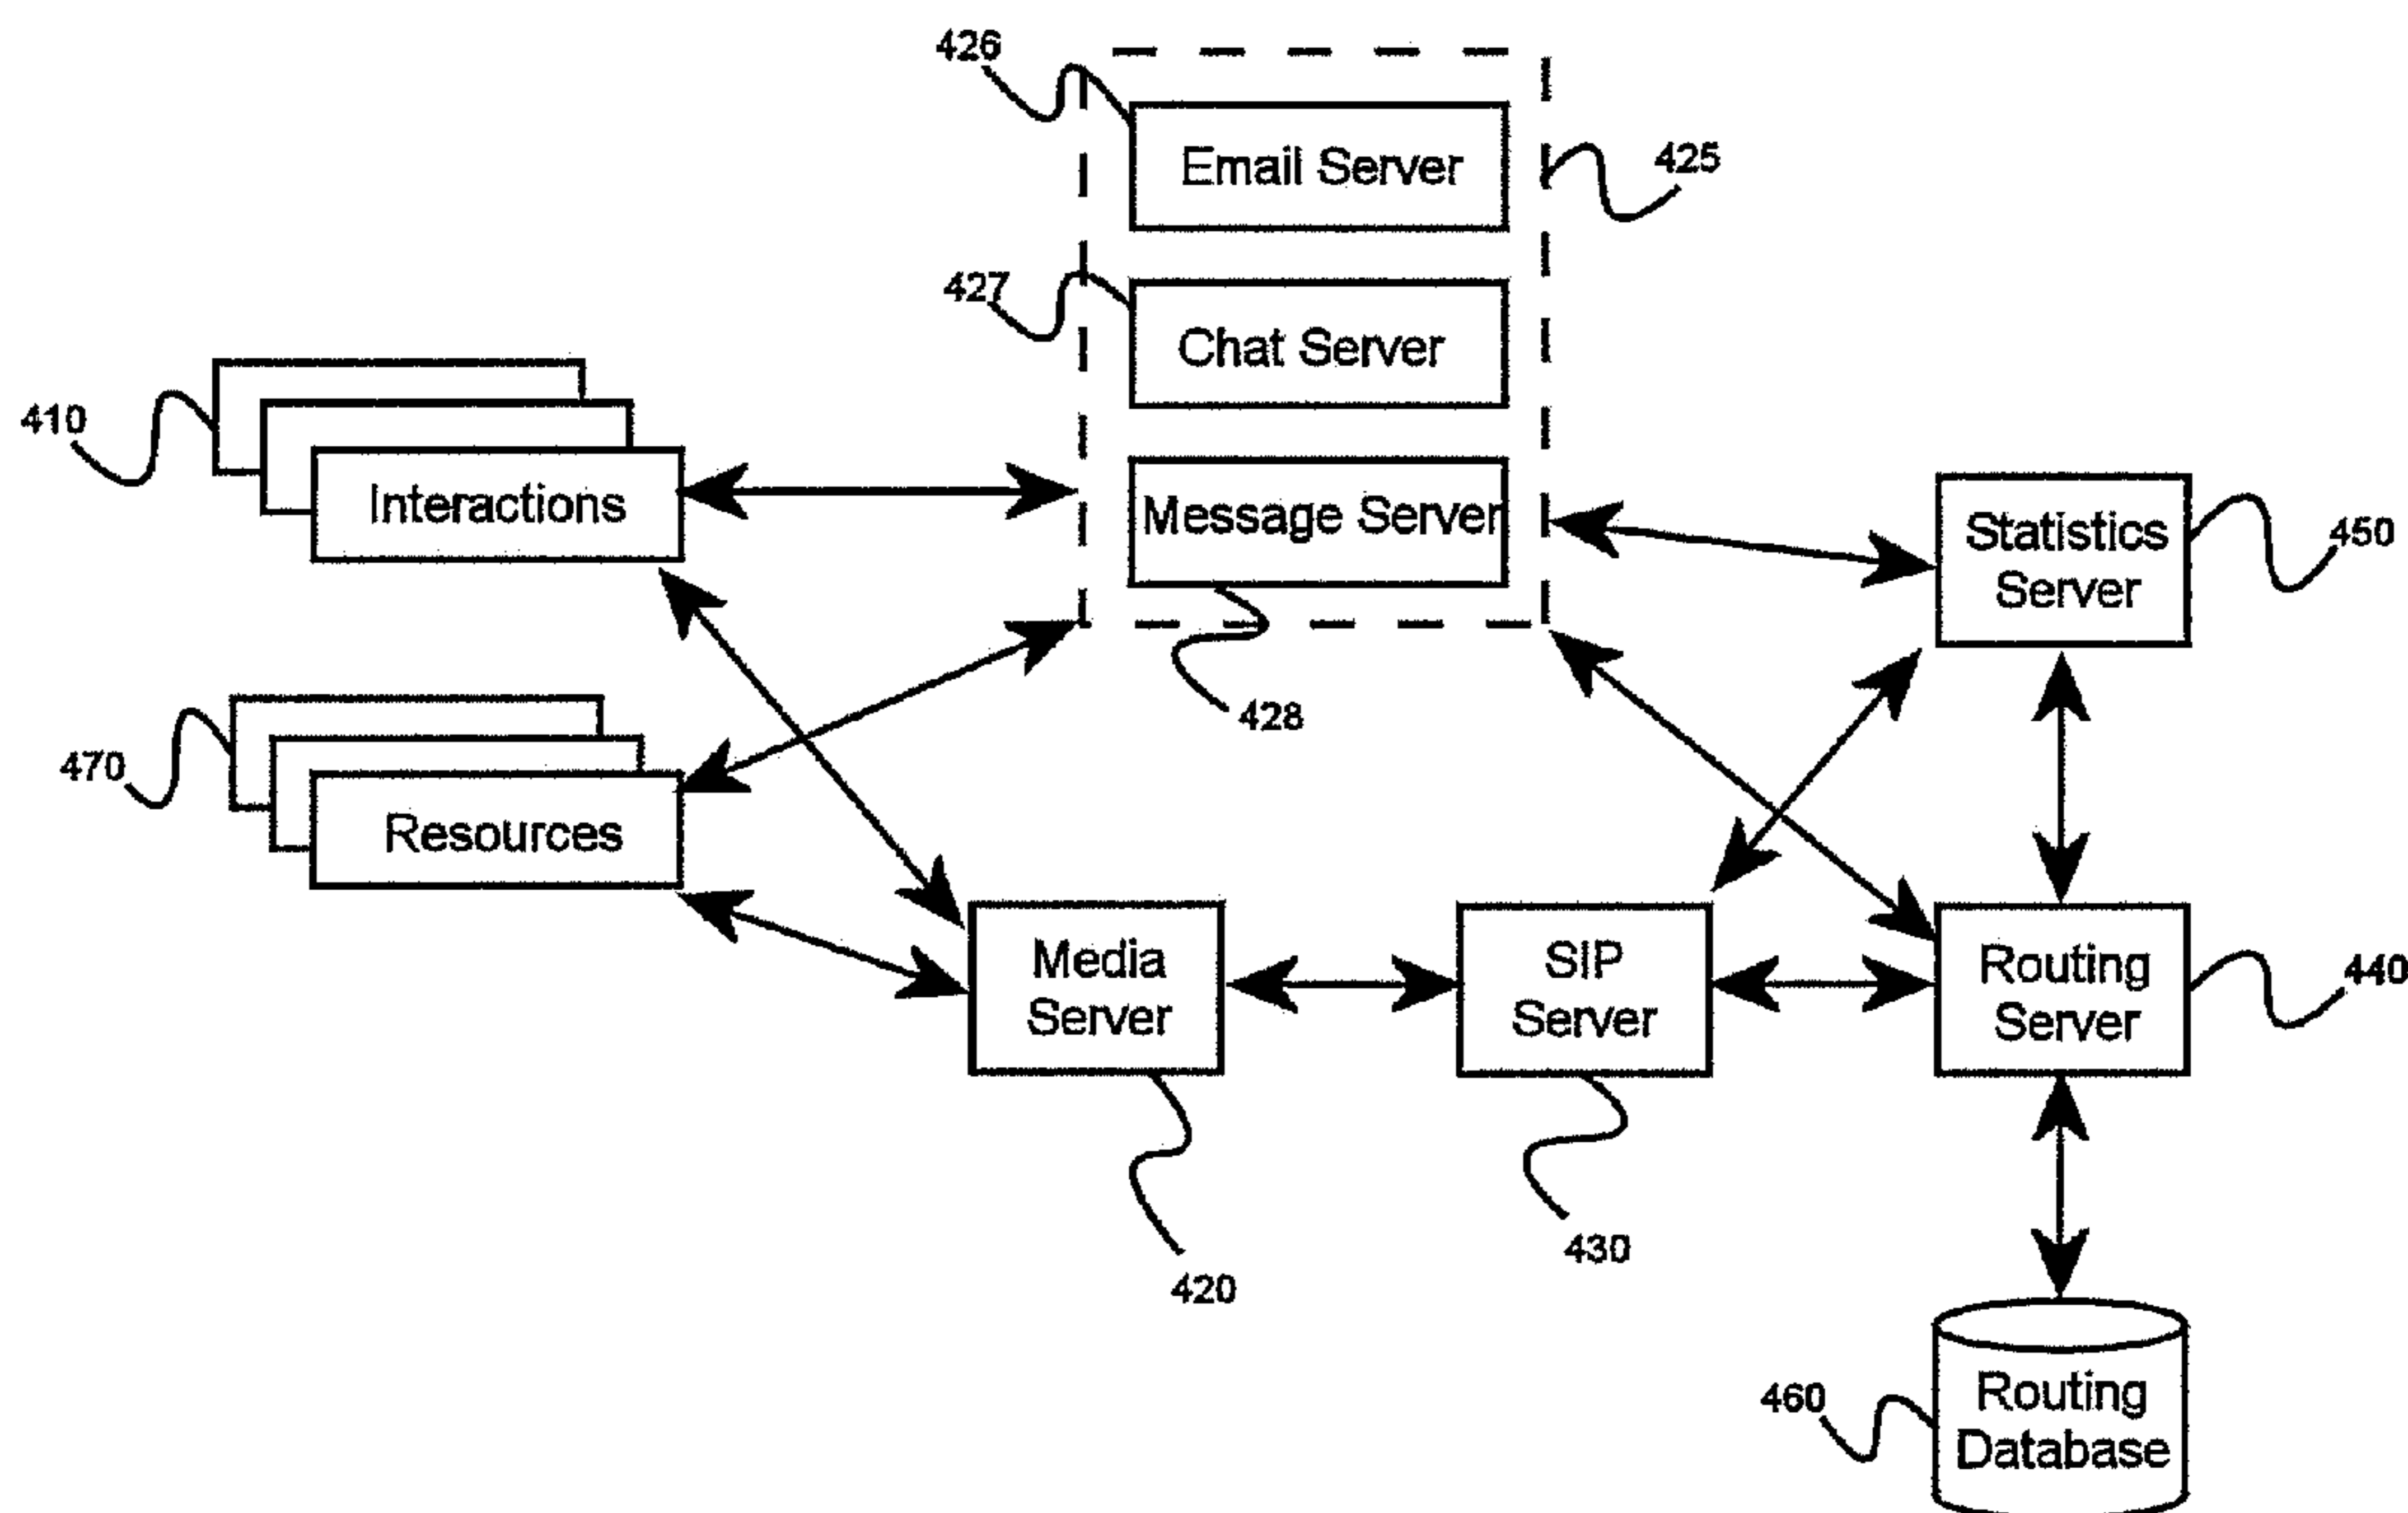 426
Email Server
425
427
Chat Server
410
Interactions
Message Server
Statistics
Server
450
428
470
Resources
Media
Server
SIP
Server
Routing
Server
440
420
430
460
Routing
Database